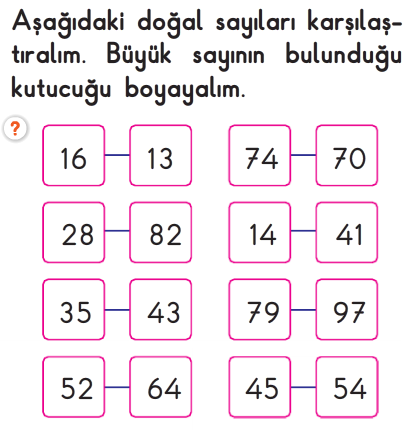 Aşağıdaki doğal sayıları karşılaş-
tıralım. Büyük sayının bulunduğu
kutucuğu boyayalım.
?
16 13 74 70
28 82 14 41
35 43 79 97
52 64 45 54